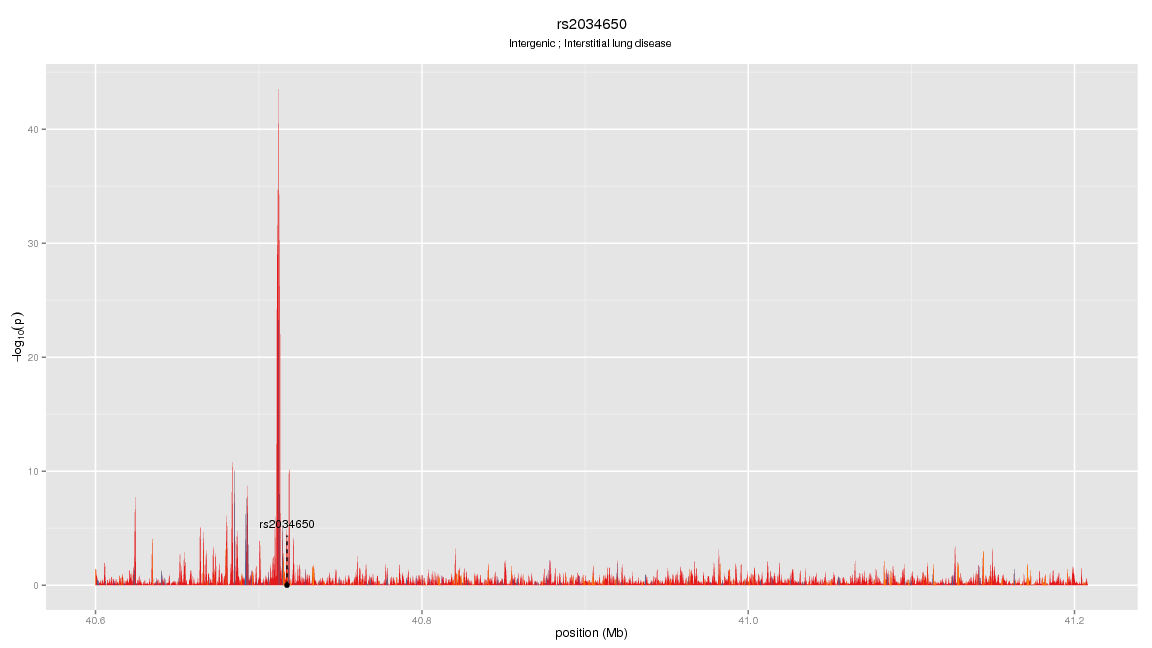 rs2034650
Intergenic ; Interstitial lung disease
−log10(p)
40
30
20
10
0
rs2034650
40.6
40.8
41.0
41.2
position (Mb)